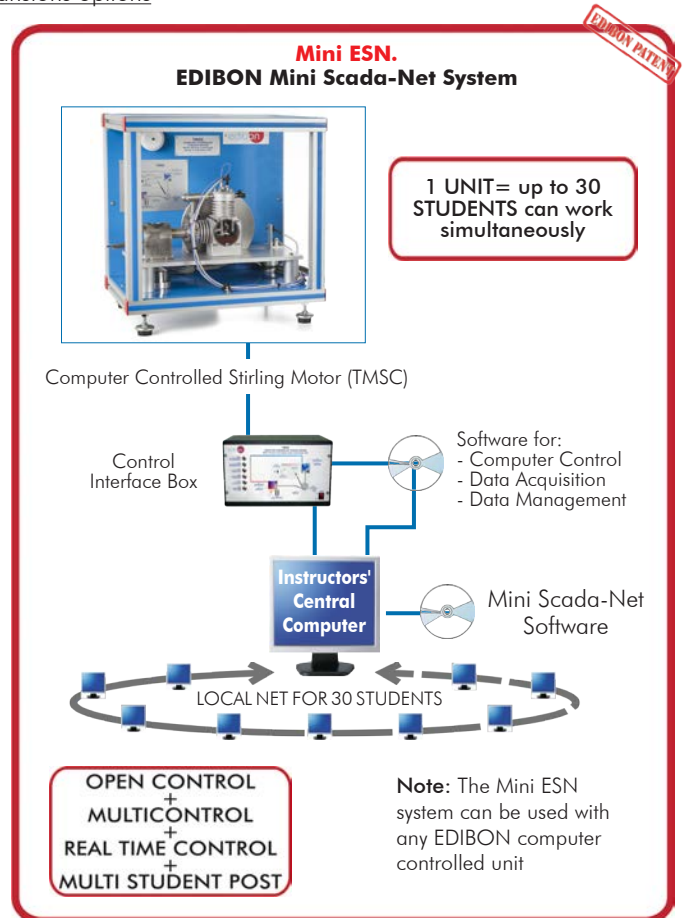 Mini ESN.
EDIBON Mini Scada-Net System
EDIBON PATENT
1 UNIT= up to 30
STUDENTS can work
simultaneously
Computer Controlled Stirling Motor (TMSC)
Control
Interface Box
Software for:
- Computer Control
- Data Acquisition
- Data Management
Instructors'
Central
Computer
Mini Scada-Net
Software
LOCAL NET FOR 30 STUDENTS
OPEN CONTROL
+
MULTICONTROL
+
REAL TIME CONTROL
+
MULTI STUDENT POST
Note: The Mini ESN
system can be used with
any EDIBON computer
controlled unit